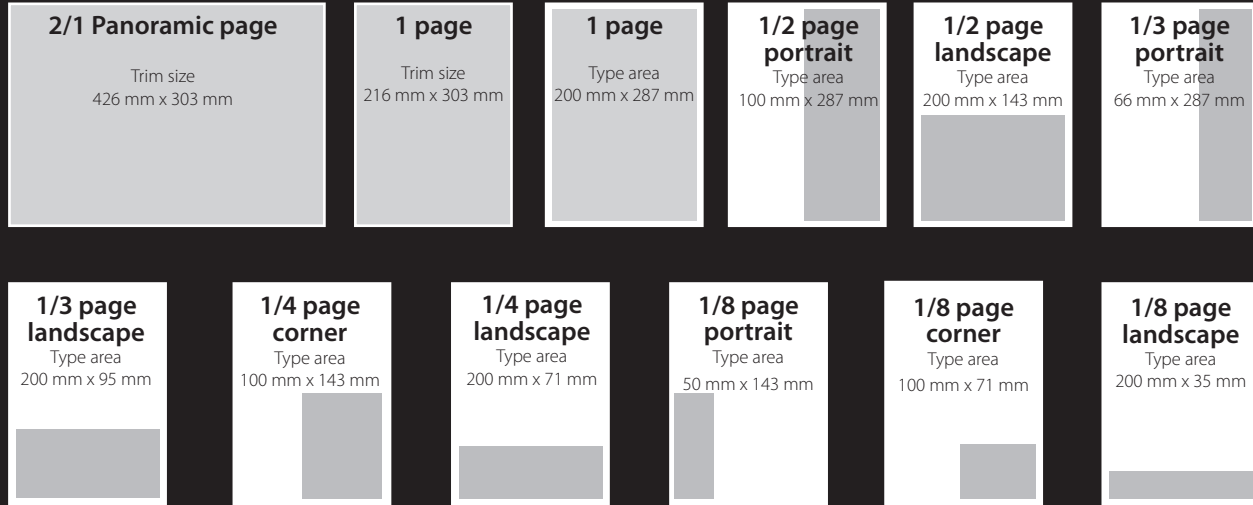 2/1 Panoramic page
Trim size
426 mm x 303 mm
1 page
Trim size
216 mm x 303 mm
1 page
Type area
200 mm x 287 mm
1/2 page
portrait
Type area
100 mm x 287 mm
1/2 page
landscape
Type area
200 mm x 143 mm
1/3 page
portrait
Type area
66 mm x 287 mm
1/3 page
landscape
Type area
200 mm x 95 mm
1/4 page
corner
Type area
100 mm x 143 mm
1/4 page
landscape
Type area
200 mm x 71 mm
1/8 page
portrait
Type area
50 mm x 143 mm
1/8 page
corner
Type area
100 mm x 71 mm
1/8 page
landscape
Type area
200 mm x 35 mm